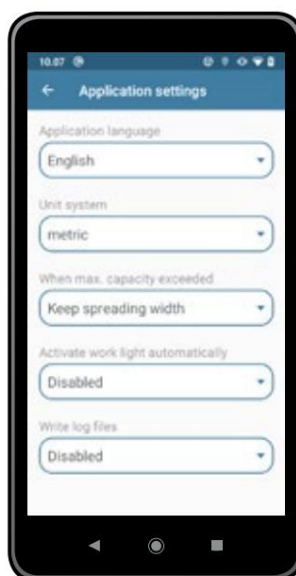 10.07
Application settings
Application language
English
Unit system
metric
When max. capacity exceeded
Keep spreading width
Activate work light automatically
Disabled
Write log files
Disabled